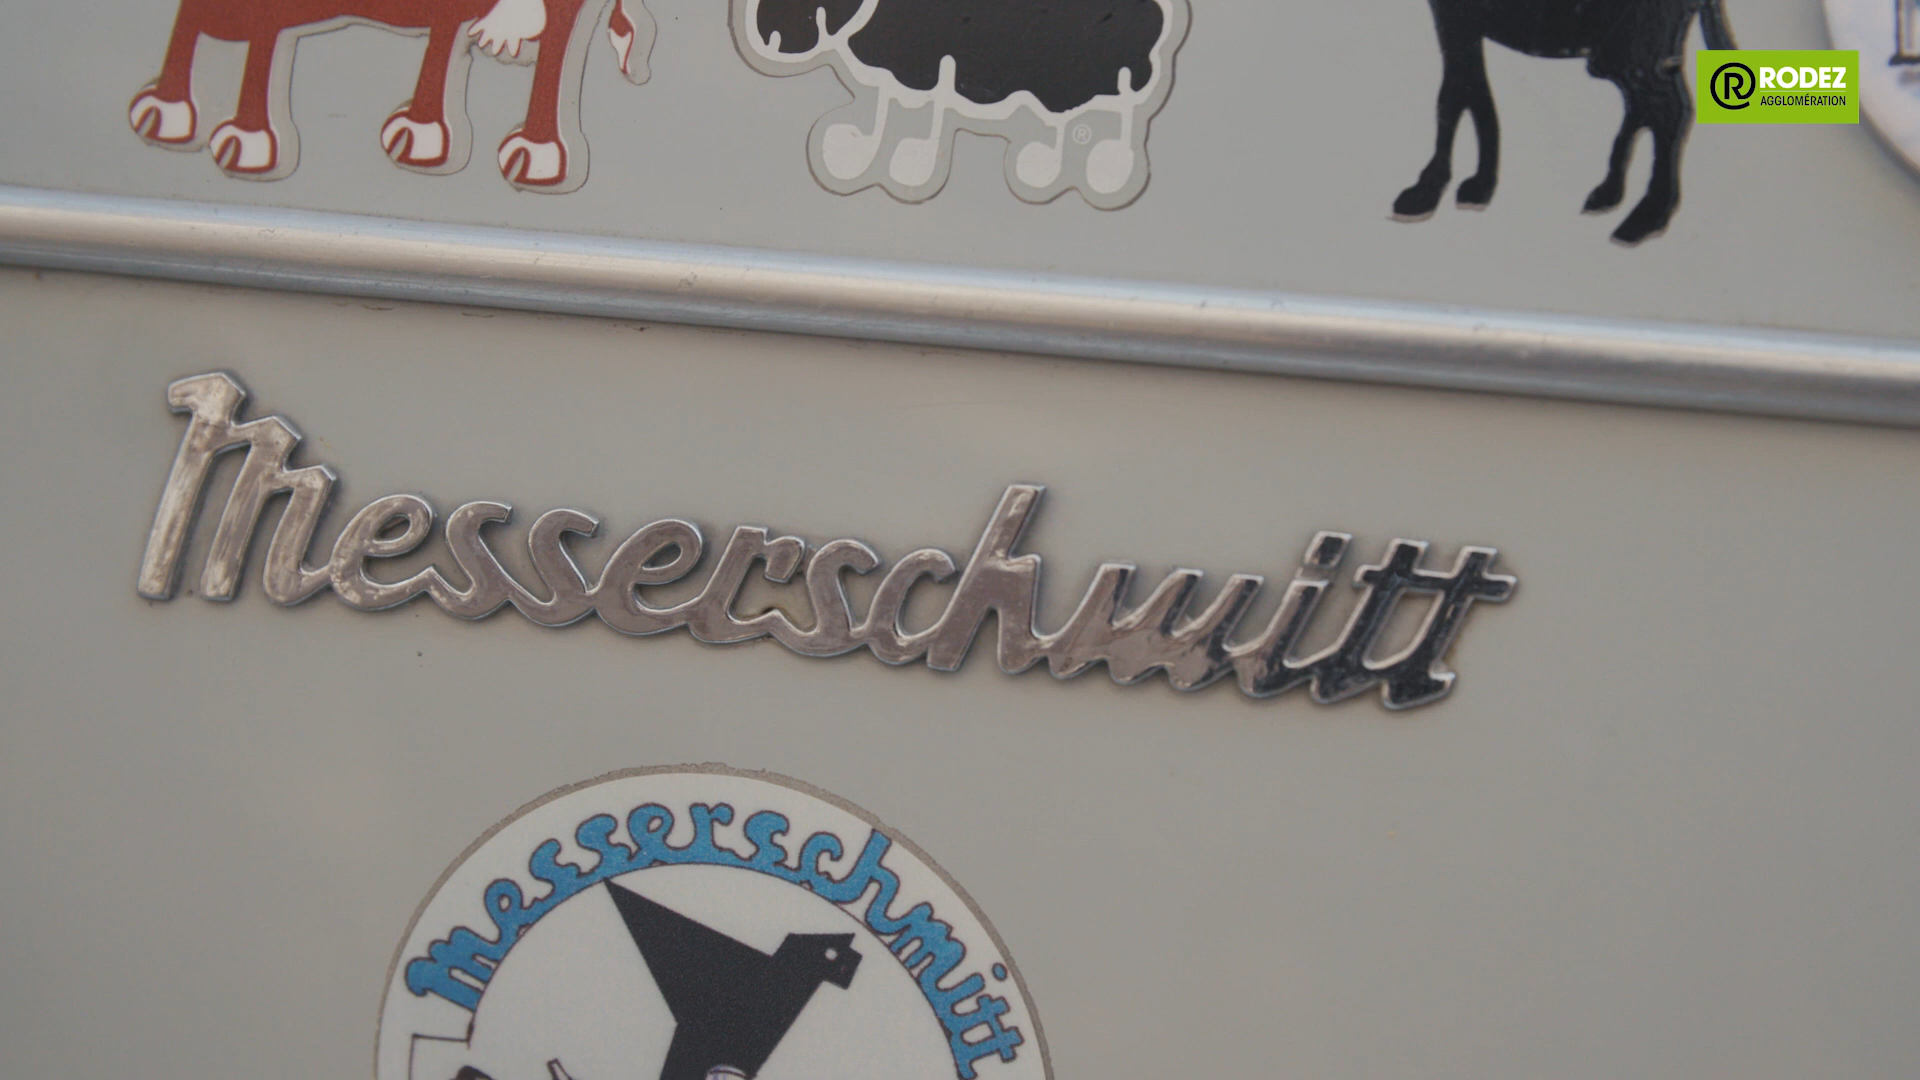 ®
R RODEZ
AGGLOMÉRATION
Messerschmitt
messerschmitt